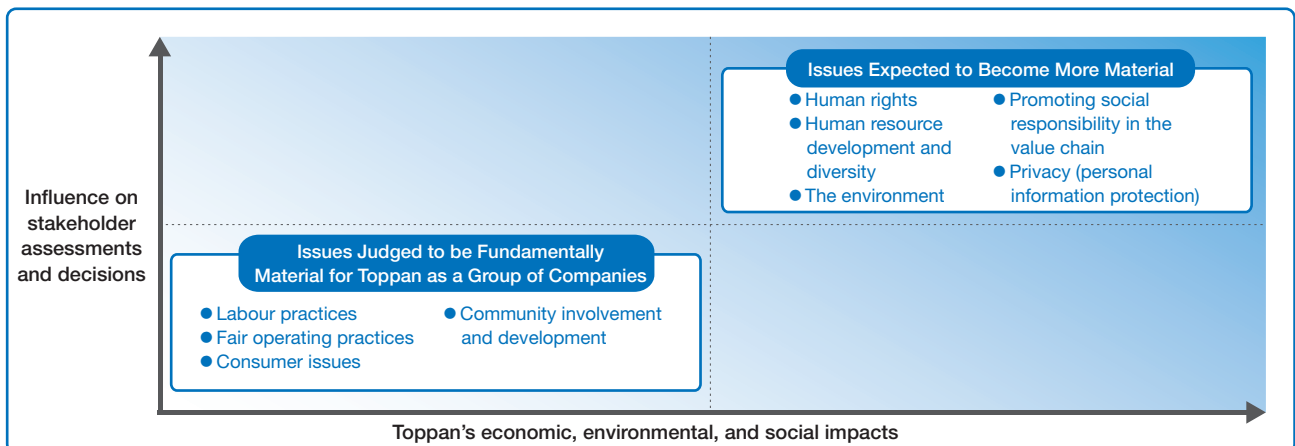 Issues Expected to Become More Material
● Human rights
● Human resource
development and
diversity
● The environment
● Promoting social
responsibility in the
value chain
● Privacy (personal
information protection)
Influence on
stakeholder
assessments
and decisions
Issues Judged to be Fundamentally
Material for Toppan as a Group of Companies
● Labour practices
● Fair operating practices
● Consumer issues
● Community involvement
and development
Toppan's economic, environmental, and social impacts